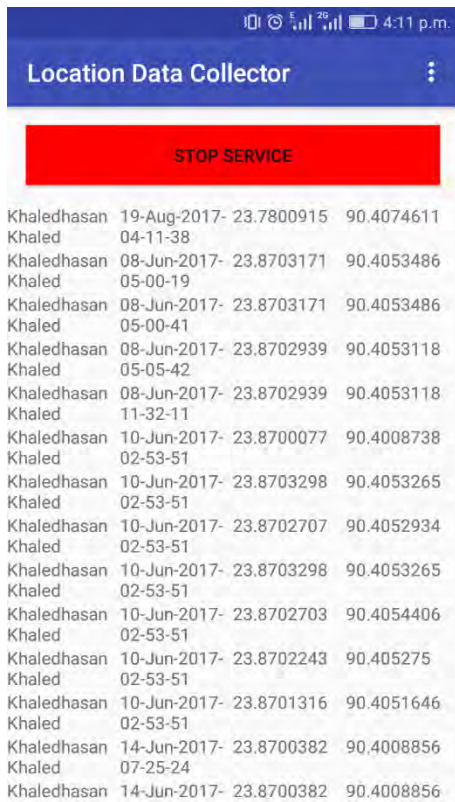 4:11 p.m.
Location Data Collector
STOP SERVICE
Khaledhasan 19-Aug-2017- 23.7800915 90.4074611
Khaled 04-11-38
Khaledhasan 08-Jun-2017- 23.8703171 90.4053486
Khaled 05-00-19
Khaledhasan 08-Jun-2017- 23.8703171 90.4053486
Khaled 05-00-41
Khaledhasan 08-Jun-2017- 23.8702939 90.4053118
Khaled 05-05-42
Khaledhasan 08-Jun-2017- 23.8702939 90.4053118
Khaled 11-32-11
Khaledhasan 10-Jun-2017- 23.8700077 90.4008738
Khaled 02-53-51
Khaledhasan 10-Jun-2017- 23.8703298 90.4053265
Khaled 02-53-51
Khaledhasan 10-Jun-2017- 23.8702707 90.4052934
Khaled 02-53-51
Khaledhasan 10-Jun-2017- 23.8703298 90.4053265
Khaled 02-53-51
Khaledhasan 10-Jun-2017- 23.8702703 90.4054406
Khaled 02-53-51
Khaledhasan 10-Jun-2017- 23.8702243 90.405275
Khaled 02-53-51
Khaledhasan 10-Jun-2017- 23.8701316 90.4051646
Khaled 02-53-51
Khaledhasan 14-Jun-2017- 23.8700382 90.4008856
Khaled 07-25-24
Khaledhasan 14-Jun-2017- 23.8700382 90.4008856